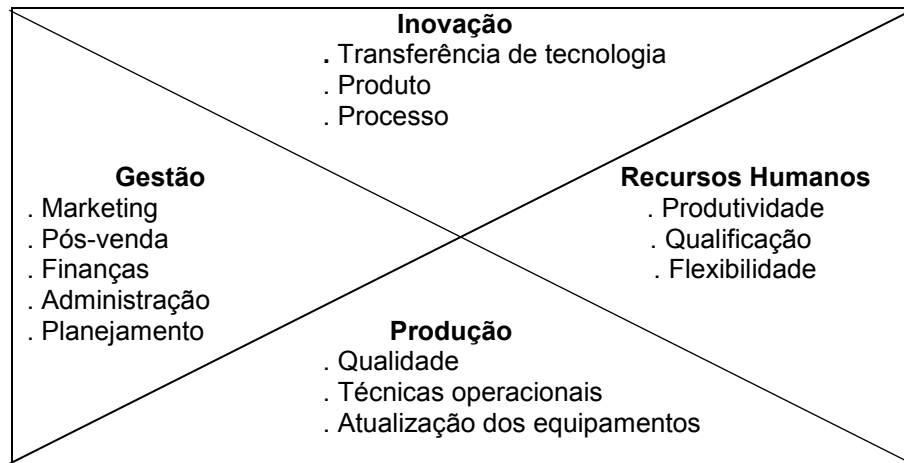 Inovação
. Transferência de tecnologia
. Produto
. Processo
Gestão
. Marketing
. Pós-venda
. Finanças
. Administração
. Planejamento
Recursos Humanos
. Produtividade
. Qualificação
. Flexibilidade
Produção
. Qualidade
. Técnicas operacionais
. Atualização dos equipamentos